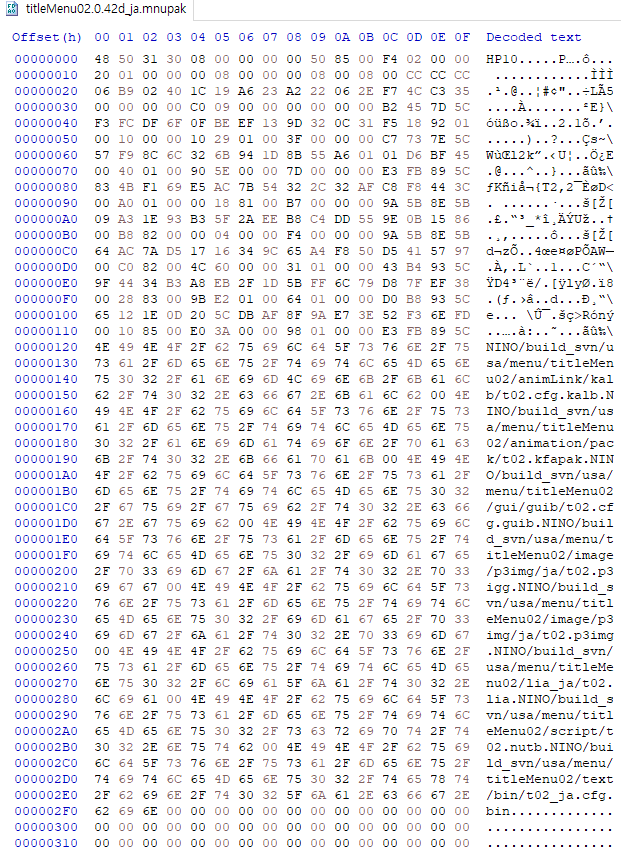 titleMenu02.0.42d_ja.mnupak
Offset(h) 00 01 02 03 04 05 06 07 08 09 0A 0B 0C 0D 0E 0F Decoded text
00000000 48 50 31 30 08 00 00 00 00 50 85 00 F4 02 00 00 HP10.....P….ô...
00000010 20 00 00 00 08 00 00 00 08 00 08 00 CC CC CC ............ÌÌÌ
00000020 06 B9 02 40 1C 19 A6 23 A2 22 06 2E F7 4C C3 35 .¹.@..¦#¢"..÷LÃ5
00000030 00 00 00 00 C0 09 00 00 00 00 00 00 B2 45 7D 5C ....À.......²E}\
00000040 F3 FC DF 6F 0F BE EF 13 9D 32 0C 31 F5 18 92 01 óüßo.¾ï..2.1õ.’.
00000050 00 10 00 00 10 29 01 00 3F 00 00 00 C7 73 7E 5C .....)..?...Çs~\
00000060 57 F9 8C 6C 32 6B 94 1D 8B 55 A6 01 01 D6 BF 45 WùŒl2k”.‹U¦..Ö¿E
00000070 00 40 01 00 90 5E 00 00 7D 00 00 00 E3 FB 89 5C .@...^..}...ãû‰\
00000080 83 4B F1 69 E5 AC 7B 54 32 2C 32 AF C8 F8 44 3C ƒKñiå¬{T2,2¯ÈøD<
00000090 00 A0 01 00 00 18 81 00 B7 00 00 00 9A 5B 8E 5B . ......·...š[Ž[
000000A0 09 A3 1E 93 B3 5F 2A EE B8 C4 DD 55 9E 0B 15 86 .£.“³_*î¸ÄÝUž..†
000000B0 00 B8 82 00 00 04 00 00 F4 00 00 00 9A 5B 8E 5B .¸‚.....ô...š[Ž[
000000C0 64 AC 7A D5 17 16 34 9C 65 A4 F8 50 D5 41 57 97 d¬zÕ..4œe¤øPÕAW—
000000D0 00 C0 82 00 4C 60 00 00 31 01 00 00 43 B4 93 5C .À‚.L`..1...C´“\
000000E0 9F 44 34 B3 A8 EB 2F 1D 5B FF 6C 79 D8 7F EF 38 ŸD4³¨ë/.[ÿlyØ.ï8
000000F0 00 28 83 00 9B E2 01 00 64 01 00 00 D0 B8 93 5C .(ƒ.›â..d...Ð¸“\
00000100 65 12 1E 0D 20 5C DB AF 8F 9A E7 3E 52 F3 6E FD e... \Û¯.šç>Róný
00000110 00 10 85 00 E0 3A 00 00 98 01 00 00 E3 FB 89 5C ..….à:..˜...ãû‰\
00000120 4E 49 4E 4F 2F 62 75 69 6C 64 5F 73 76 6E 2F 75 NINO/build_svn/u
00000130 73 61 2F 6D 65 6E 75 2F 74 69 74 6C 65 4D 65 6E sa/menu/titleMen
00000140 75 30 32 2F 61 6E 69 6D 4C 69 6E 6B 2F 6B 61 6C u02/animLink/kal
00000150 62 2F 74 30 32 2E 63 66 67 2E 6B 61 6C 62 00 4E b/t02.cfg.kalb.N
00000160 49 4E 4F 2F 62 75 69 6C 64 5F 73 76 6E 2F 75 73 INO/build_svn/us
00000170 61 2F 6D 65 6E 75 2F 74 69 74 6C 65 4D 65 6E 75 a/menu/titleMenu
00000180 30 32 2F 61 6E 69 6D 61 74 69 6F 6E 2F 70 61 63 02/animation/pac
00000190 6B 2F 74 30 32 2E 6B 66 61 70 61 6B 00 4E 49 4E k/t02.kfapak.NIN
000001A0 4F 2F 62 75 69 6C 64 5F 73 76 6E 2F 75 73 61 2F O/build_svn/usa/
000001B0 6D 65 6E 75 2F 74 69 74 6C 65 4D 65 6E 75 30 32 menu/titleMenu02
000001C0 2F 67 75 69 2F 67 75 69 62 2F 74 30 32 2E 63 66 /gui/guib/t02.cf
000001D0 67 2E 67 75 69 62 00 4E 49 4E 4F 2F 62 75 69 6C g.guib.NINO/buil
000001E0 64 5F 73 76 6E 2F 75 73 61 2F 6D 65 6E 75 2F 74 d_svn/usa/menu/t
000001F0 69 74 6C 65 4D 65 6E 75 30 32 2F 69 6D 61 67 65 itleMenu02/image
00000200 2F 70 33 69 6D 67 2F 6A 61 2F 74 30 32 2E 70 33 /p3img/ja/t02.p3
00000210 69 67 67 00 4E 49 4E 4F 2F 62 75 69 6C 64 5F 73 igg.NINO/build_s
00000220 76 6E 2F 75 73 61 2F 6D 65 6E 75 2F 74 69 74 6C vn/usa/menu/titl
00000230 65 4D 65 6E 75 30 32 2F 69 6D 61 67 65 2F 70 33 eMenu02/image/p3
00000240 69 6D 67 2F 6A 61 2F 74 30 32 2E 70 33 69 6D 67 img/ja/t02.p3img
00000250 00 4E 49 4E 4F 2F 62 75 69 6C 64 5F 73 76 6E 2F .NINO/build_svn/
00000260 75 73 61 2F 6D 65 6E 75 2F 74 69 74 6C 65 4D 65 usa/menu/titleMe
00000270 6E 75 30 32 2F 6C 69 61 5F 6A 61 2F 74 30 32 2E nu02/lia_ja/t02.
00000280 6C 69 61 00 4E 49 4E 4F 2F 62 75 69 6C 64 5F 73 lia.NINO/build_s
00000290 76 6E 2F 75 73 61 2F 6D 65 6E 75 2F 74 69 74 6C vn/usa/menu/titl
000002A0 65 4D 65 6E 75 30 32 2F 73 63 72 69 70 74 2F 74 eMenu02/script/t
000002B0 30 32 2E 6E 75 74 62 00 4E 49 4E 4F 2F 62 75 69 02.nutb.NINO/bui
000002C0 6C 64 5F 73 76 6E 2F 75 73 61 2F 6D 65 6E 75 2F ld_svn/usa/menu/
000002D0 74 69 74 6C 65 4D 65 6E 75 30 32 2F 74 65 78 74 titleMenu02/text
000002E0 2F 62 69 6E 2F 74 30 32 5F 6A 61 2E 63 66 67 2E /bin/t02_ja.cfg.
000002F0 62 69 6E 00 00 00 00 00 00 00 00 00 00 00 00 00 bin.............
00000300 00 00 00 00 00 00 00 00 00 00 00 00 00 00 00 00 ................
00000310 00 00 00 00 00 00 00 00 00 00 00 00 00 00 00 00 ................